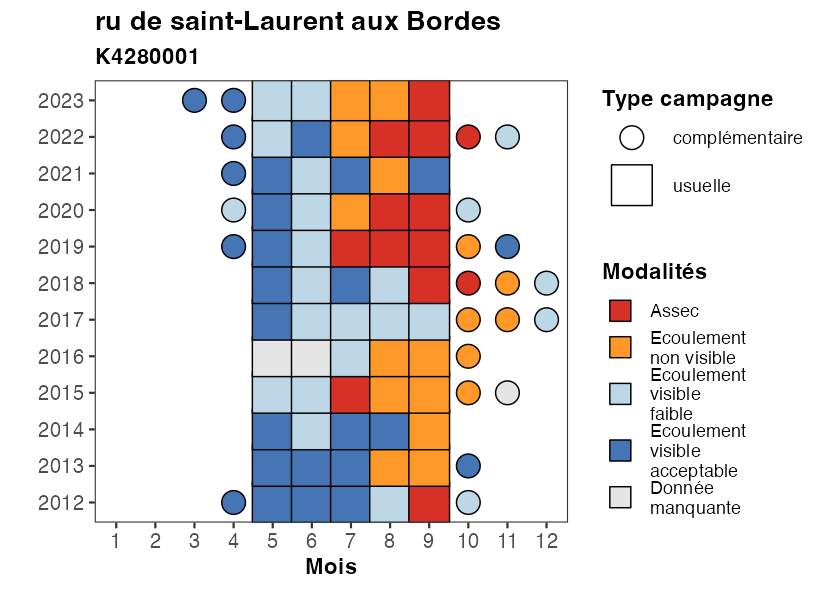 ru de saint-Laurent aux Bordes
K4280001
2023
2022
2021
2020
2019
2018
2017
2016
2015
2014
2013
2012
1 2 3 4 5 6 7 8 9 10 11 12
Mois
Type campagne
complémentaire
usuelle
Modalités
Assec
Ecoulement
non visible
Ecoulement
visible
faible
Ecoulement
visible
acceptable
Donnée
manquante